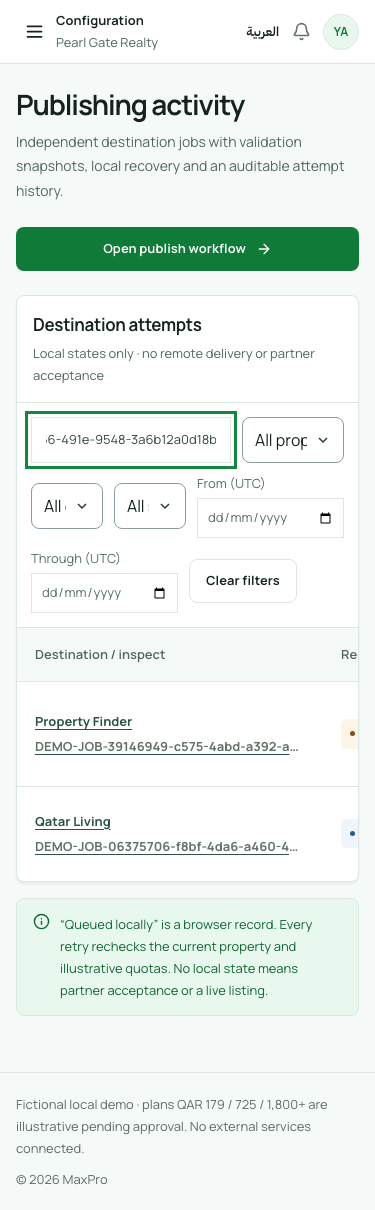 Configuration
Pearl Gate Realty
العربية
YA
Publishing activity
Independent destination jobs with validation
snapshots, local recovery and an auditable attempt
history.
Open publish workflow
Destination attempts
Local states only · no remote delivery or partner
acceptance
6-491e-9548-3a6b12a0d18b
All prop
All
All
From (UTC)
dd/mm/yyyy
Through (UTC)
dd/mm/yyyy
Clear filters
Destination / inspect
Re
Property Finder
DEMO-JOB-39146949-c575-4abd-a392-a…
Qatar Living
DEMO-JOB-06375706-f8bf-4da6-a460-4…
“Queued locally” is a browser record. Every
retry rechecks the current property and
illustrative quotas. No local state means
partner acceptance or a live listing.
Fictional local demo · plans QAR 179 / 725 / 1,800+ are
illustrative pending approval. No external services
connected.
© 2026 MaxPro